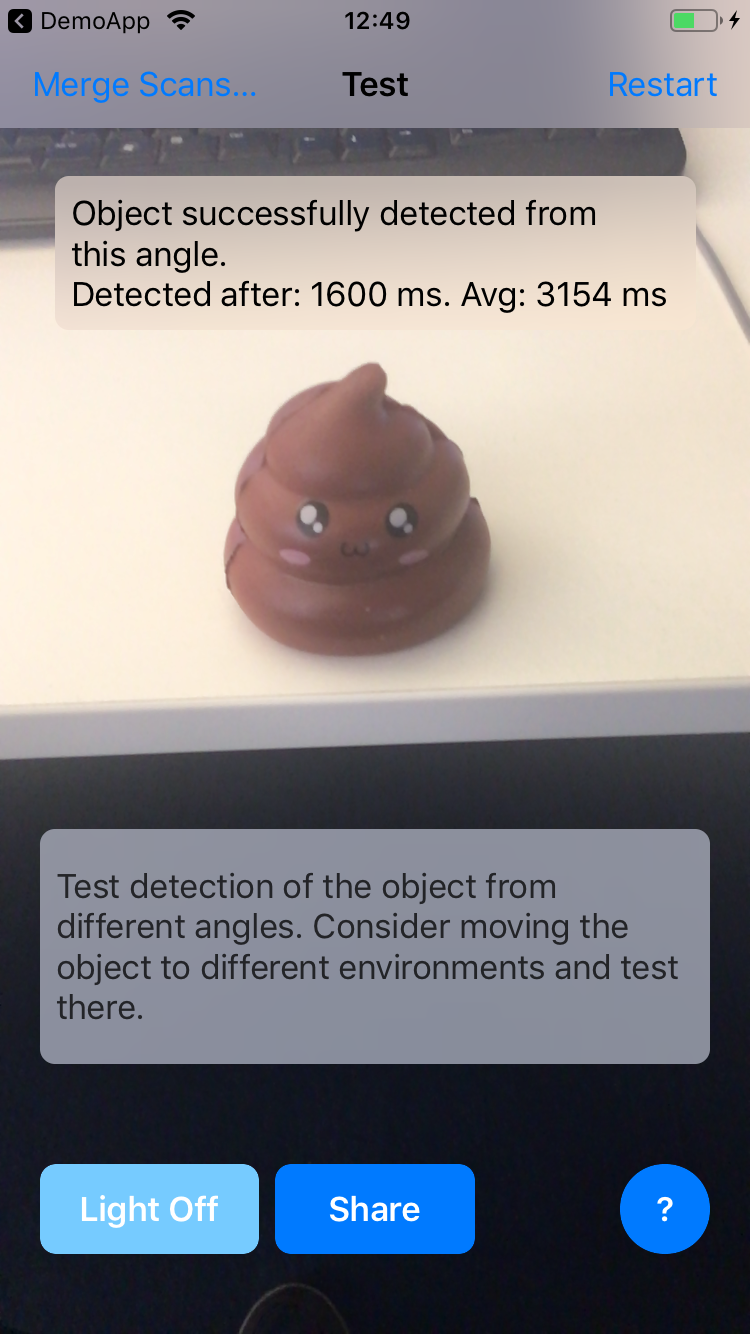 DemoApp 12:49
Merge Scans... Test Restart
Object successfully detected from
this angle.
Detected after: 1600 ms. Avg: 3154 ms
Test detection of the object from
different angles. Consider moving the
object to different environments and test
there.
Light Off Share ?